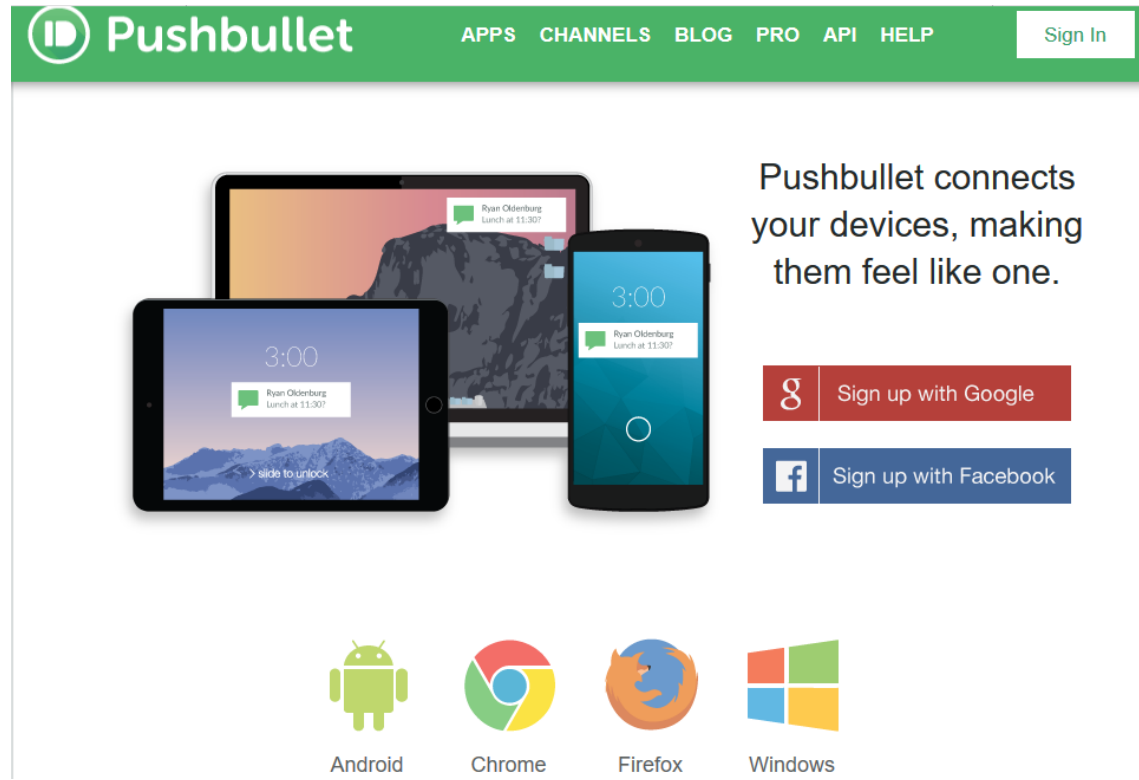 Pushbullet
APPS CHANNELS BLOG PRO API HELP
Sign In
Ryan Oldenburg
Lunch at 11:30?
3:00
Ryan Oldenburg
Lunch at 11:30?
> slide to unlock
3:00
Ryan Oldenburg
Lunch at 11:30?
Pushbullet connects
your devices, making
them feel like one.
g Sign up with Google
f Sign up with Facebook
Android Chrome Firefox Windows